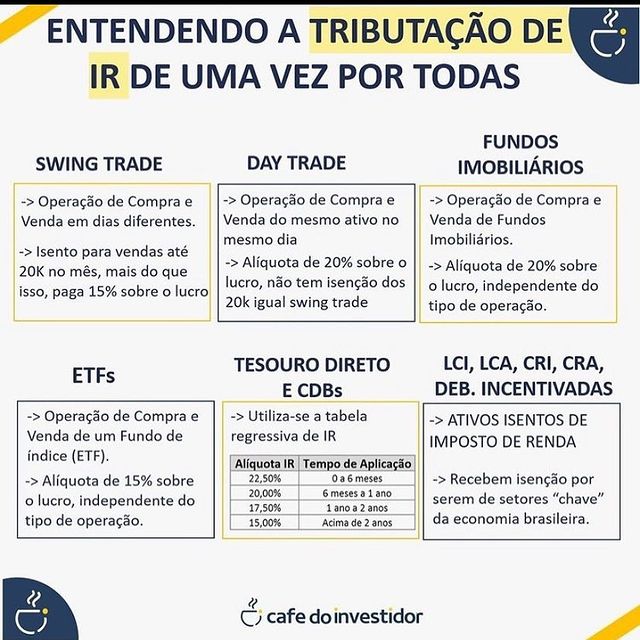 ENTENDENDO A TRIBUTAÇÃO DE
IR DE UMA VEZ POR TODAS
SWING TRADE
-> Operação de Compra e
Venda em dias diferentes.
-> Isento para vendas até
20K no mês, mais do que
isso, paga 15% sobre o lucro
DAY TRADE
-> Operação de Compra e
Venda do mesmo ativo no
mesmo dia
-> Alíquota de 20% sobre o
lucro, não tem isenção dos
20k igual swing trade
FUNDOS
IMOBILIÁRIOS
-> Operação de Compra e
Venda de Fundos
Imobiliários.
-> Alíquota de 20% sobre
o lucro, independente do
tipo de operação.
ETFs
-> Operação de Compra e
Venda de um Fundo de
índice (ETF).
-> Alíquota de 15% sobre
o lucro, independente do
tipo de operação.
TESOURO DIRETO
E CDBs
-> Utiliza-se a tabela
regressiva de IR
Alíquota IR Tempo de Aplicação
22,50% 0 a 6 meses
20,00% 6 meses a 1 ano
17,50% 1 ano a 2 anos
15,00% Acima de 2 anos
LCI, LCA, CRI, CRA,
DEB. INCENTIVADAS
-> ATIVOS ISENTOS DE
IMPOSTO DE RENDA
-> Recebem isenção por
serem de setores “chave”
da economia brasileira.
cafe do investidor